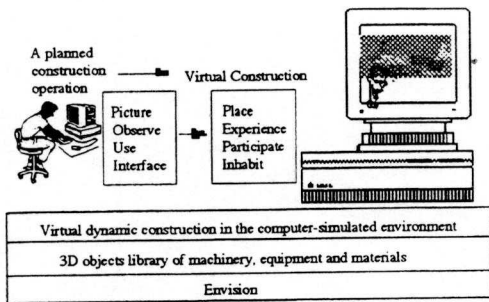 A planned
construction
operation
Virtual Construction
Picture
Observe
Use
Interface
Place
Experience
Participate
Inhabit
Virtual dynamic construction in the computer-simulated environment
3D objects library of machinery, equipment and materials
Envision